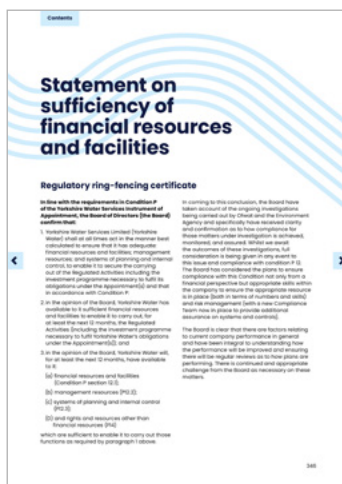 Contents
Statement on
sufficiency of
financial resources
and facilities
Regulatory ring-fencing certificate
In line with the requirements in Condition P
of the Yorkshire Water Services Instrument of
Appointment, the Board of Directors (the Board)
confirm that:
1. Yorkshire Water Services Limited (Yorkshire
Water) shall at all times act in the manner best
calculated to ensure that it has adequate:
financial resources and facilities; management
resources; and systems of planning and internal
control, to enable it to secure the carrying
out of the Regulated Activities including the
investment programme necessary to fulfil its
obligations under the Appointment(s) and that
in accordance with Condition P:
2. in the opinion of the Board, Yorkshire Water has
available to it sufficient financial resources
and facilities to enable it to carry out, for
at least the next 12 months, the Regulated
Activities (including the investment programme
necessary to fulfil Yorkshire Water's obligations
under the Appointment(s)); and
3. in the opinion of the Board, Yorkshire Water will,
for at least the next 12 months, have available
to it:
(a) financial resources and facilities
(Condition P section 12.1);
(b) management resources (P12.2);
(c) systems of planning and internal control
(P12.3);
(D) and rights and resources other than
financial resources (P14)
which are sufficient to enable it to carry out those
functions as required by paragraph 1 above.
In coming to this conclusion, the Board have
taken account of the ongoing investigations
being carried out by Ofwat and the Environment
Agency and specifically have received clarity
and confirmation as to how compliance for
those matters under investigation is achieved,
monitored; and assured. Whilst we await
the outcomes of these investigations, full
consideration is being given in any event to
this issue and compliance with condition P 12.
The Board has considered the plans to ensure
compliance with this Condition not only from a
financial perspective but appropriate skills within
the company to ensure the appropriate resource
is in place (both in terms of numbers and skills)
and risk management (with a new Compliance
Team now in place to provide additional
assurance on systems and controls).
The Board is clear that there are factors relating
to current company performance in general
and have been integral to understanding how
the performance will be improved and ensuring
there will be regular reviews as to how plans are
performing. There is continued and appropriate
challenge from the Board as necessary on these
matters.